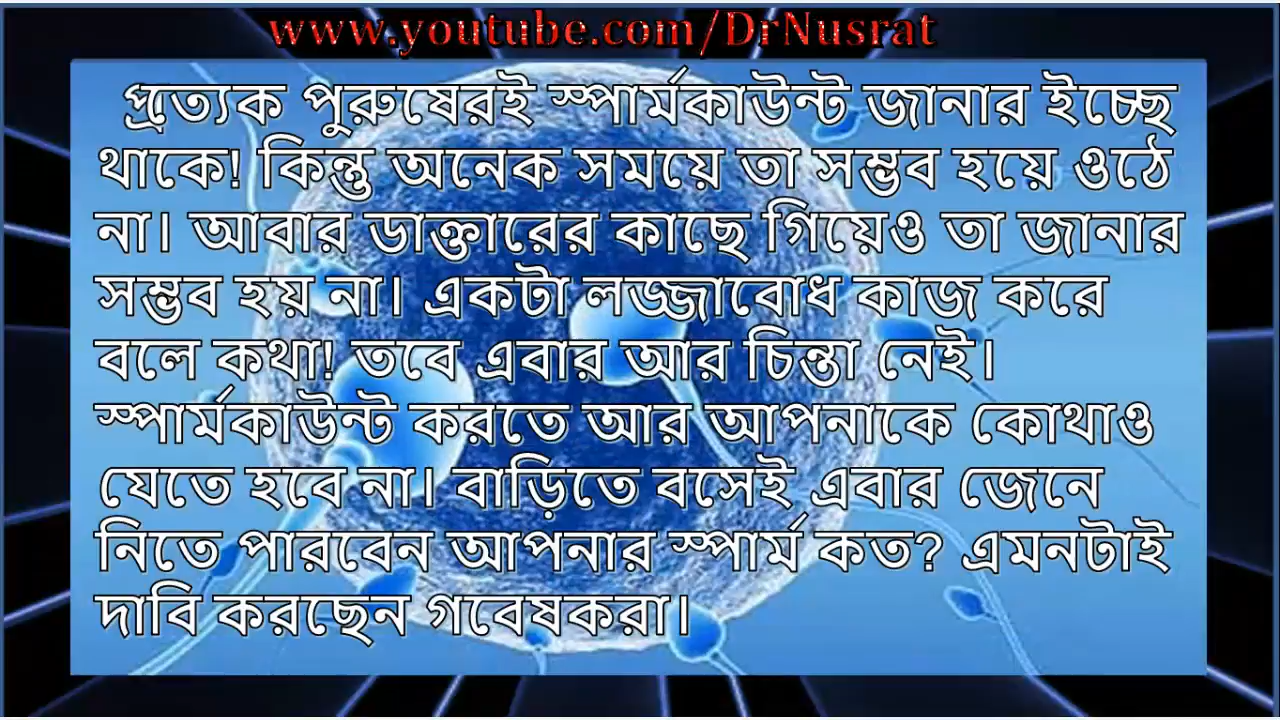 www.youtube.com/DrNusrat
প্রত্যেক পুরুষেরই স্পার্মকাউন্ট জানার ইচ্ছে
থাকে! কিন্তু অনেক সময়ে তা সম্ভব হয়ে ওঠে
না। আবার ডাক্তারের কাছে গিয়েও তা জানার
সম্ভব হয় না। একটা লজ্জাবোধ কাজ করে
বলে কথা! তবে এবার আর চিন্তা নেই।
স্পার্মকাউন্ট করতে আর আপনাকে কোথাও
যেতে হবে না। বাড়িতে বসেই এবার জেনে
নিতে পারবেন আপনার স্পার্ম কত? এমনটাই
দাবি করছেন গবেষকরা।